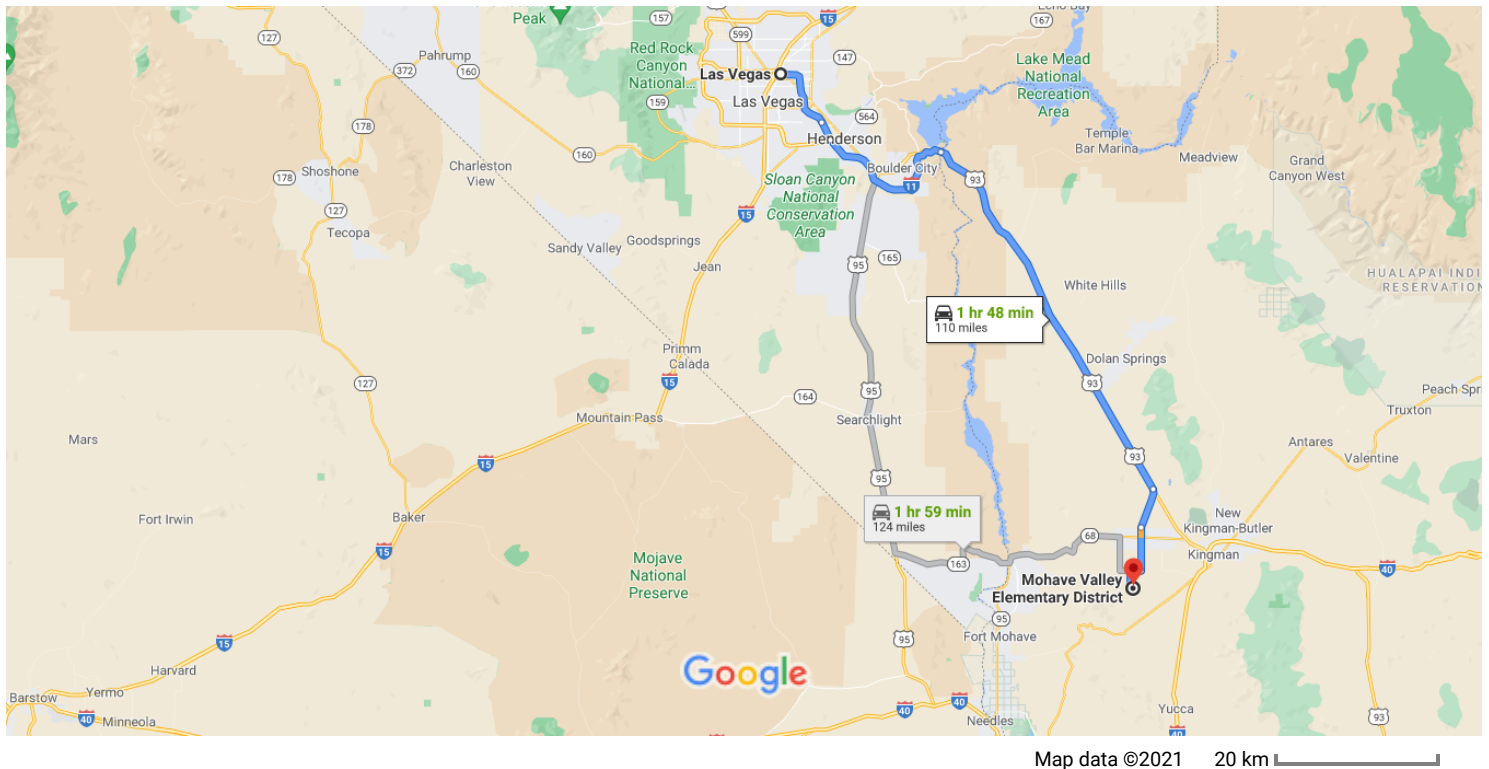 Peak
157
599
15
167
Echo Bay
127
Pahrump
372
160
Red Rock
Canyon
National...
147
Lake Mead
National
Recreation
Area
Las Vegas
Las Vegas
159
564
178
160
Henderson
Temple
Bar Marina
Meadview
Grand
Canyon West
Charleston
View
Shoshone
178
Boulder City
11
93
Sloan Canyon
National
Conservation
Area
127
Tecopa
15
Sandy Valley
Goodsprings
Jean
95
165
HUALAPAI INDI
RESERVATION
White Hills
1 hr 48 min
110 miles
Primm
Calada
Dolan Springs
127
15
93
95
164
Peach Spr
Truxton
Mountain Pass
Searchlight
Mars
Antares
Valentine
15
93
95
Fort Irwin
Baker
1 hr 59 min
124 miles
New
Kingman-Butler
68
Kingman
15
163
40
Mojave
National
Preserve
Mohave Valley
Elementary District
95
Fort Mohave
95
15
Harvard
Google
Barstow
Yermo
40
Minneola
40
40
Needles
Yucca
93
40
Map data ©2021
20 km